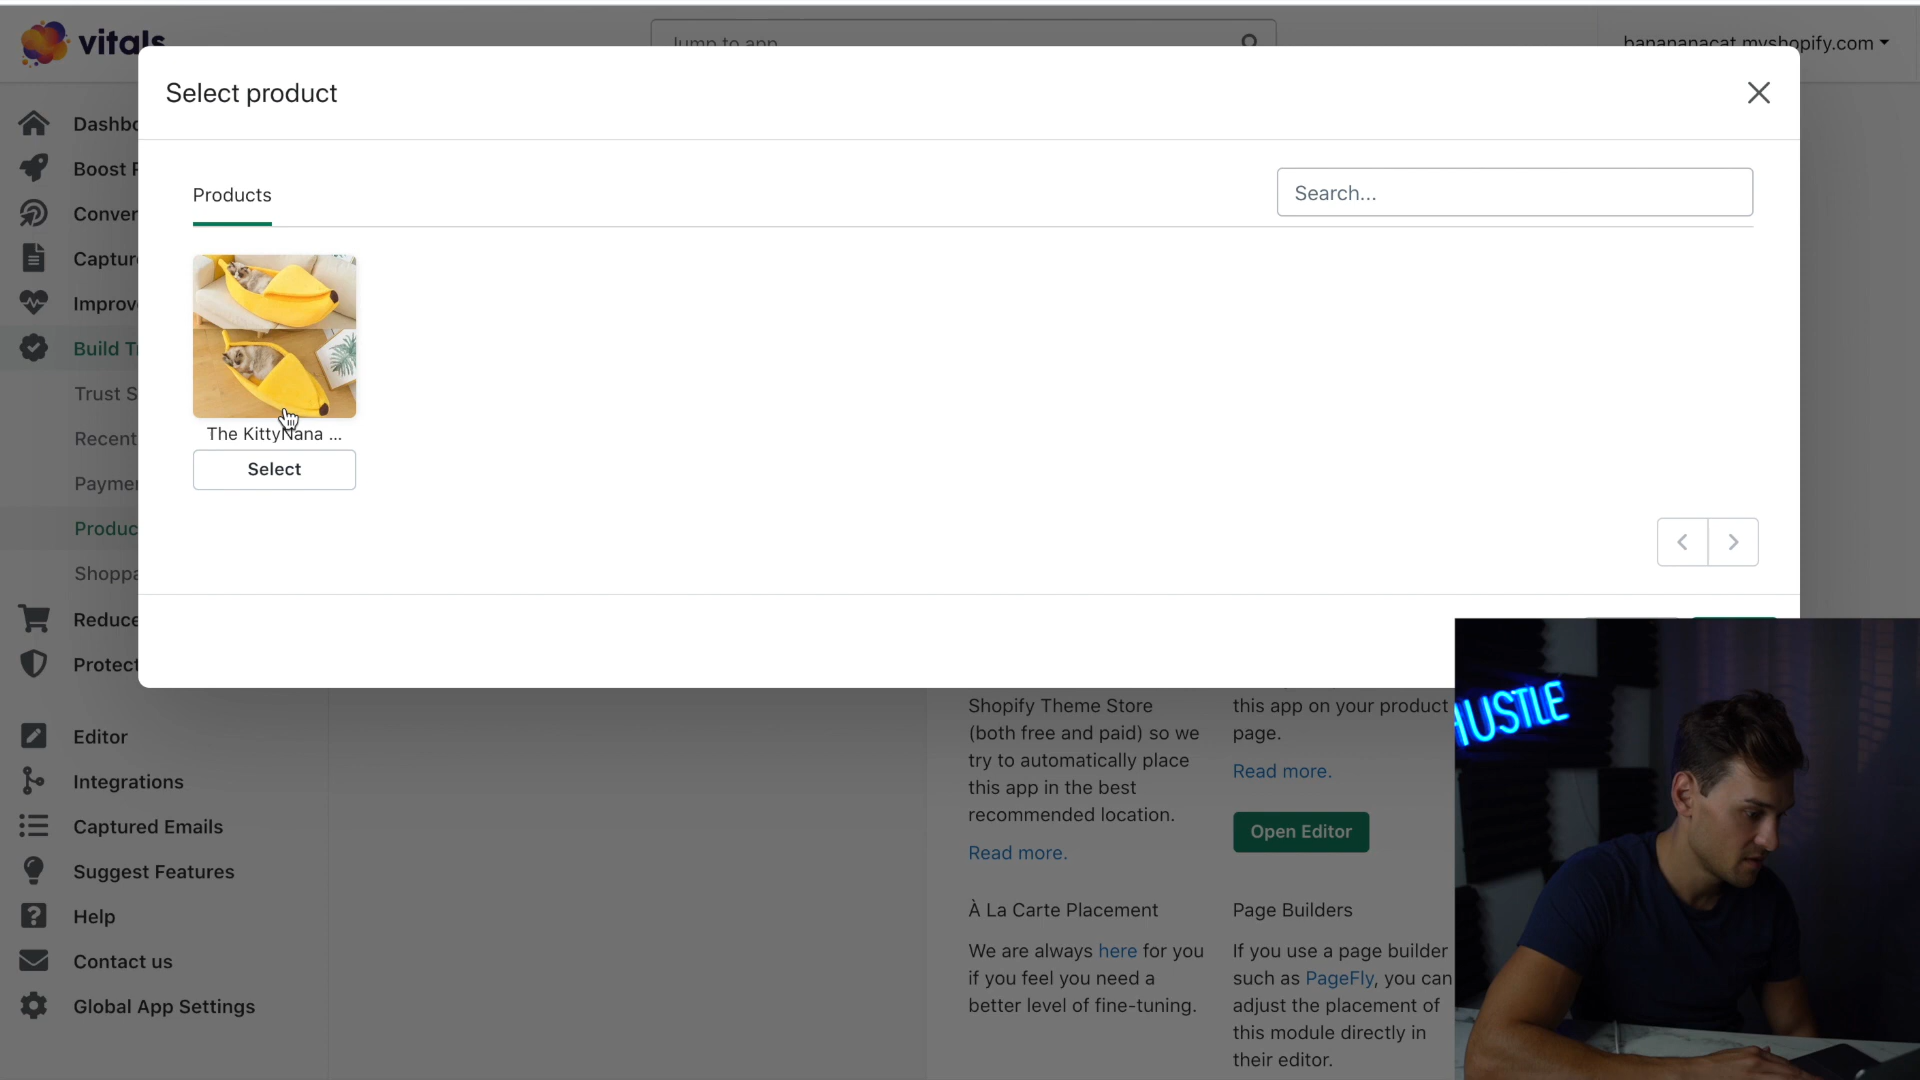 vitals
Jump to app
banananacat.myshopify.com
Select product
Products
Search...
The KittyNana ...
Select
Dashbo
Boost
Conver
Captur
Improv
Build T
Trust S
Recent
Paymen
Produc
Shoppa
Reduce
Protect
Editor
Integrations
Captured Emails
Suggest Features
Help
Contact us
Global App Settings
Shopify Theme Store
(both free and paid) so we
try to automatically place
this app in the best
recommended location.
Read more.
this app on your product
page.
Read more.
Open Editor
À La Carte Placement
We are always here for you
if you feel you need a
better level of fine-tuning.
Page Builders
If you use a page builder
such as PageFly, you can
adjust the placement of
this module directly in
their editor.
HUSTLE